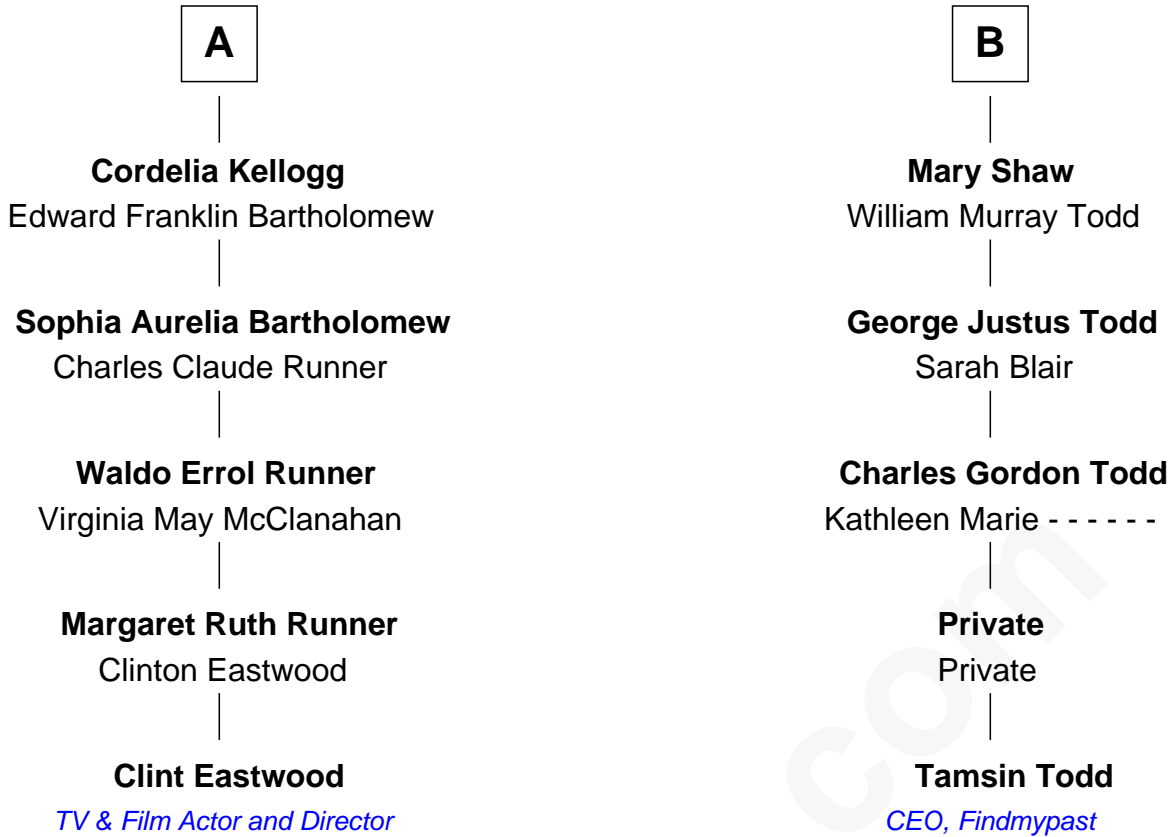 A
Cordelia Kellogg
Edward Franklin Bartholomew
Sophia Aurelia Bartholomew
Charles Claude Runner
Waldo Errol Runner
Virginia May McClanahan
Margaret Ruth Runner
Clinton Eastwood
Clint Eastwood
TV & Film Actor and Director
B
Mary Shaw
William Murray Todd
George Justus Todd
Sarah Blair
Charles Gordon Todd
Kathleen Marie - - - - - -
Private
Private
Tamsin Todd
CEO, Findmypast
com